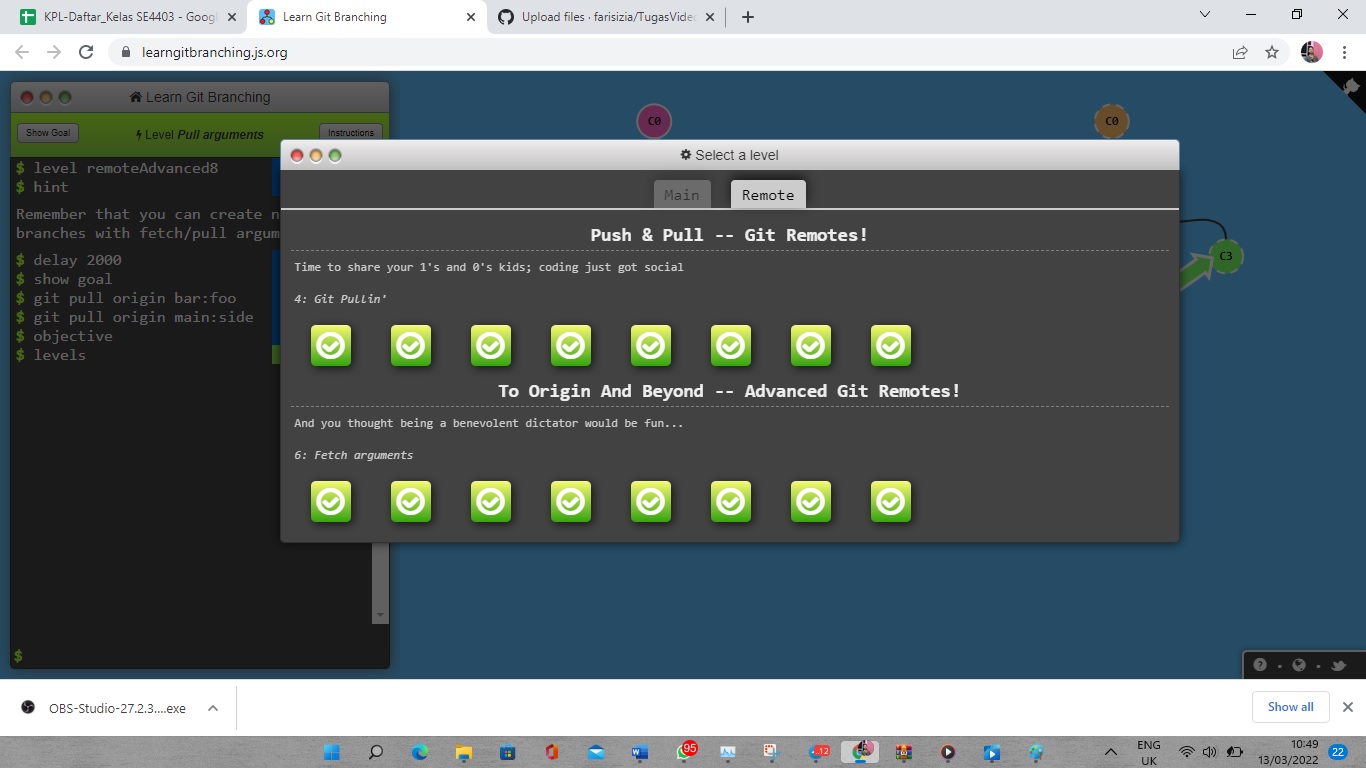 KPL-Daftar_Kelas SE4403 - Goog
Learn Git Branching
Upload files · farisizia/TugasVide
learngitbranching.js.org
Learn Git Branching
Show Goal
Level Pull arguments
Instructions
$ level remoteAdvanced8
$ hint
Remember that you can create n
branches with fetch/pull argum
$ delay 2000
$ show goal
$ git pull origin bar:foo
$ git pull origin main:side
$ objective
$ levels
$
C0
C0
C3
Select a level
Main
Remote
Push & Pull -- Git Remotes!
Time to share your 1's and 0's kids; coding just got social
4: Git Pullin'
To Origin And Beyond -- Advanced Git Remotes!
And you thought being a benevolent dictator would be fun...
6: Fetch arguments
OBS-Studio-27.2.3....exe
Show all
95
..12
ENG
UK
10:49
13/03/2022
22